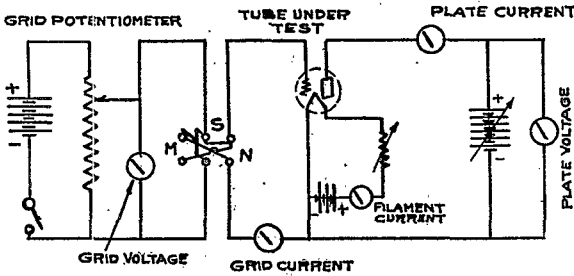 GRID POTENTIOMETER
TUBE UNDER
TEST
PLATE CURRENT
+
-
S
M
N
+
-
PLATE VOLTAGE
- +
FILAMENT
CURRENT
GRID VOLTAGE
GRID CURRENT